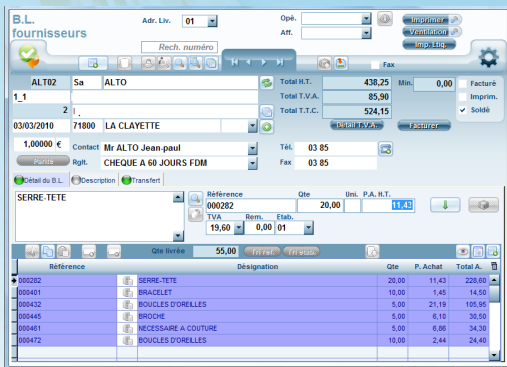 B.L. fournisseurs
Adr. Liv. 01
Opé.
Aff.
Imprimer
Ventilation
Imp. Etiq.
Rech. numéro
Fax
ALT02 Sa ALTO
1_1
2
03/03/2010 71800 LA CLAYETTE
1,00000 € Contact Mr ALTO Jean-paul
Parité Rglt. CHEQUE A 60 JOURS FDM
Total H.T. 438,25 Min. 0,00
Total T.V.A. 85,90
Total T.T.C. 524,15
Facturé
Imprim.
Soldé
Détail T.V.A. Facturer
Tél. 03 85
Fax 03 85
Détail du B.L. Description Transfert
SERRE-TETE
Référence Qte Uni. P.A. H.T.
000282 20,00 11,43
TVA Rem. Etab.
19,60 0,00 01
Qte livrée 55,00 Tri ref. Tri etab.
Référence Désignation Qte P. Achat Total A.
000282 SERRE-TETE 20,00 11,43 228,60
000401 BRACELET 10,00 1,45 14,50
000432 BOUCLES D'OREILLES 5,00 21,19 105,95
000445 BROCHE 5,00 6,10 30,50
000461 NECESSAIRE A COUTURE 5,00 6,86 34,30
000472 BOUCLES D'OREILLES 10,00 2,44 24,40